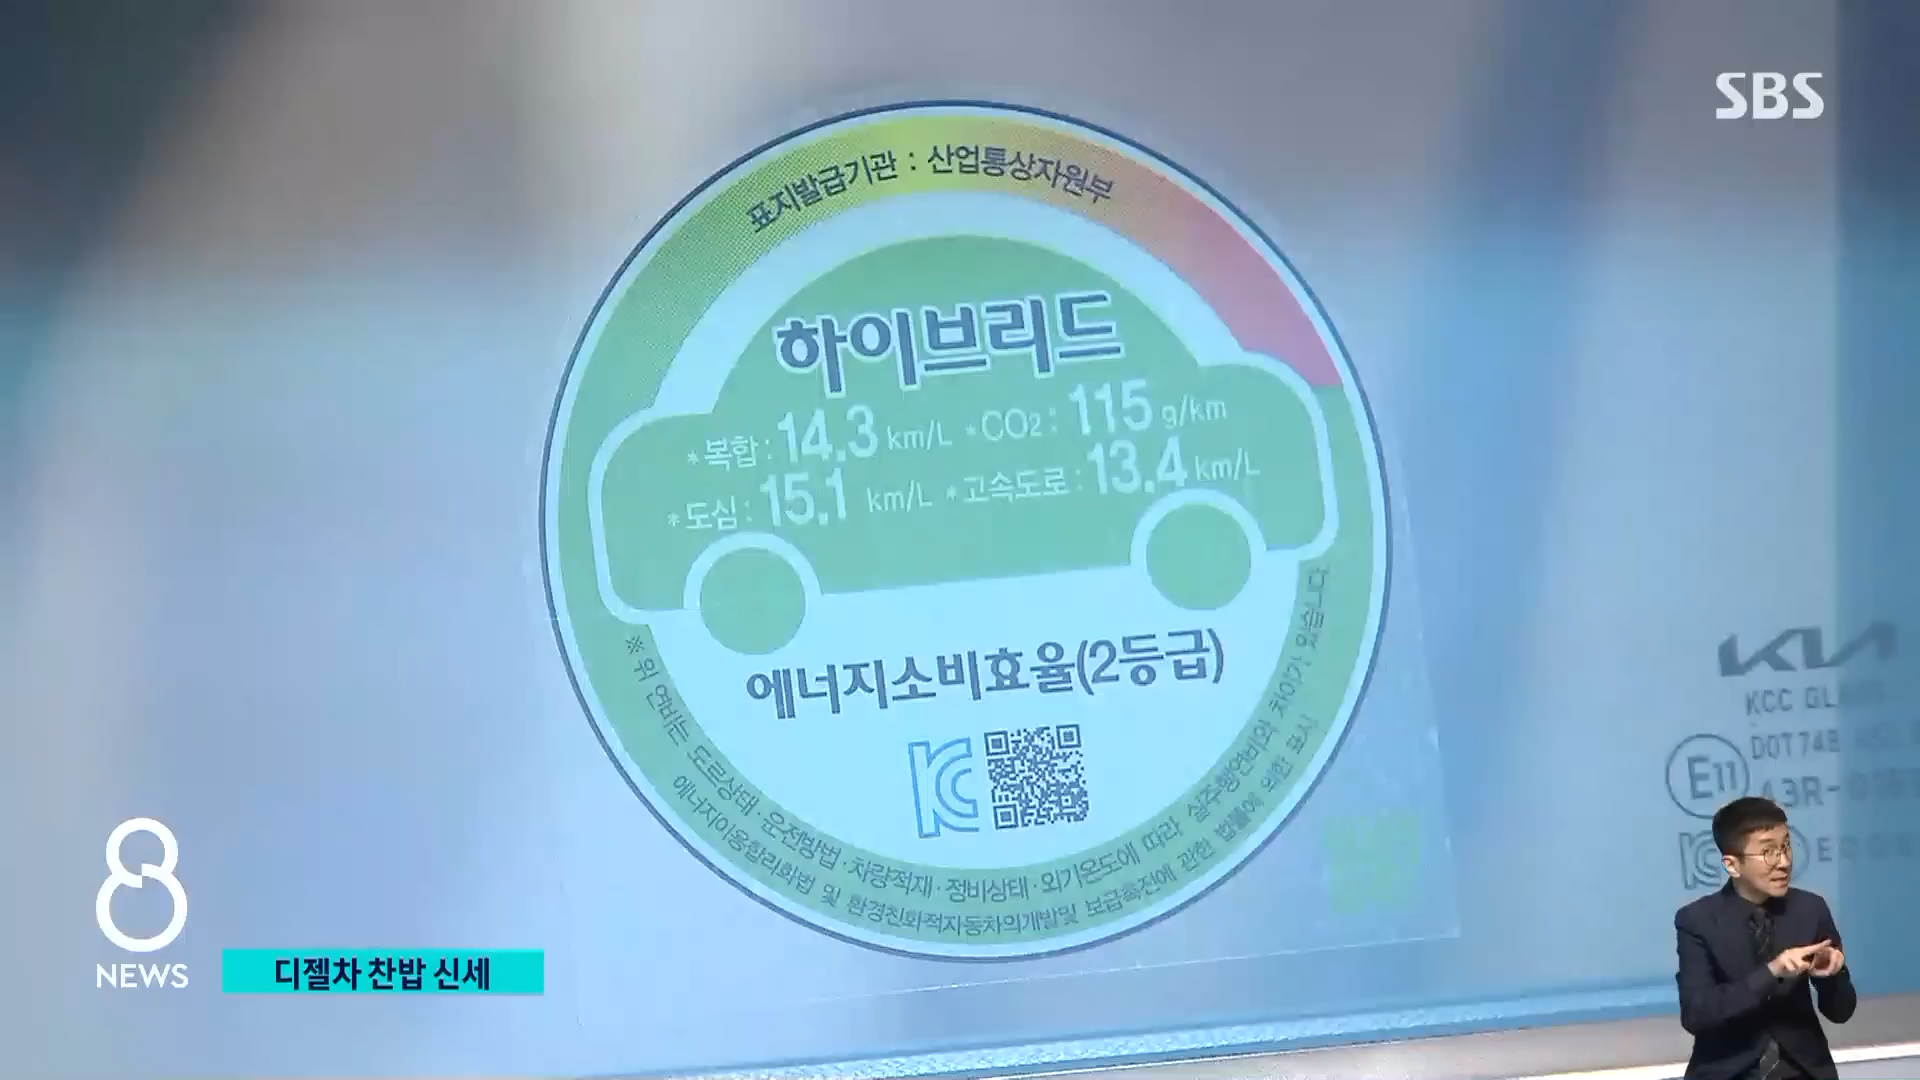 SBS
표지발급기관 : 산업통상자원부
하이브리드
*복합 : 14.3 km/L *CO2 : 115 g/km
*도심 : 15.1 km/L *고속도로 : 13.4 km/L
에너지소비효율(2등급)
※위 연비는 도로상태·운전방법·차량적재·정비상태·외기온도에 따라 실주행연비와 차이가 있습니다
에너지이용합리화법 및 환경친화적자동차의개발및 보급촉진에 관한 법률에 의한 표시
KC
KIA
KCC
DOT74B
E11
43R-
KC
8
NEWS
디젤차 찬밥 신세